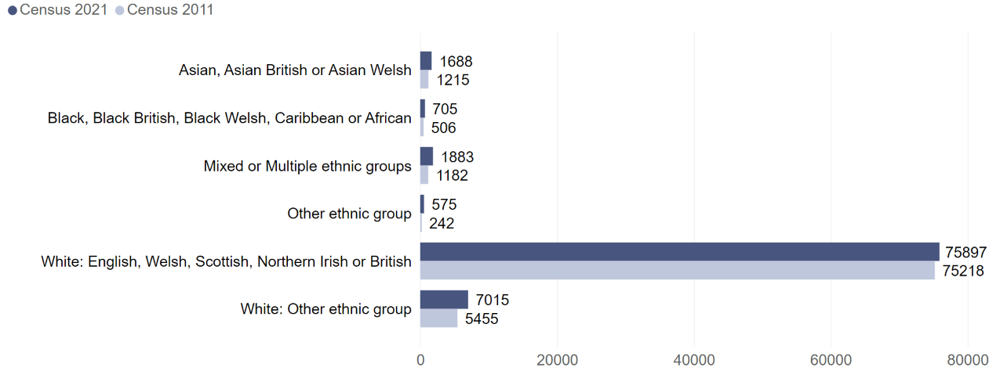 Census 2021 Census 2011
Asian, Asian British or Asian Welsh
1688
1215
Black, Black British, Black Welsh, Caribbean or African
705
506
Mixed or Multiple ethnic groups
1883
1182
Other ethnic group
575
242
White: English, Welsh, Scottish, Northern Irish or British
75897
75218
White: Other ethnic group
7015
5455
0 20000 40000 60000 80000